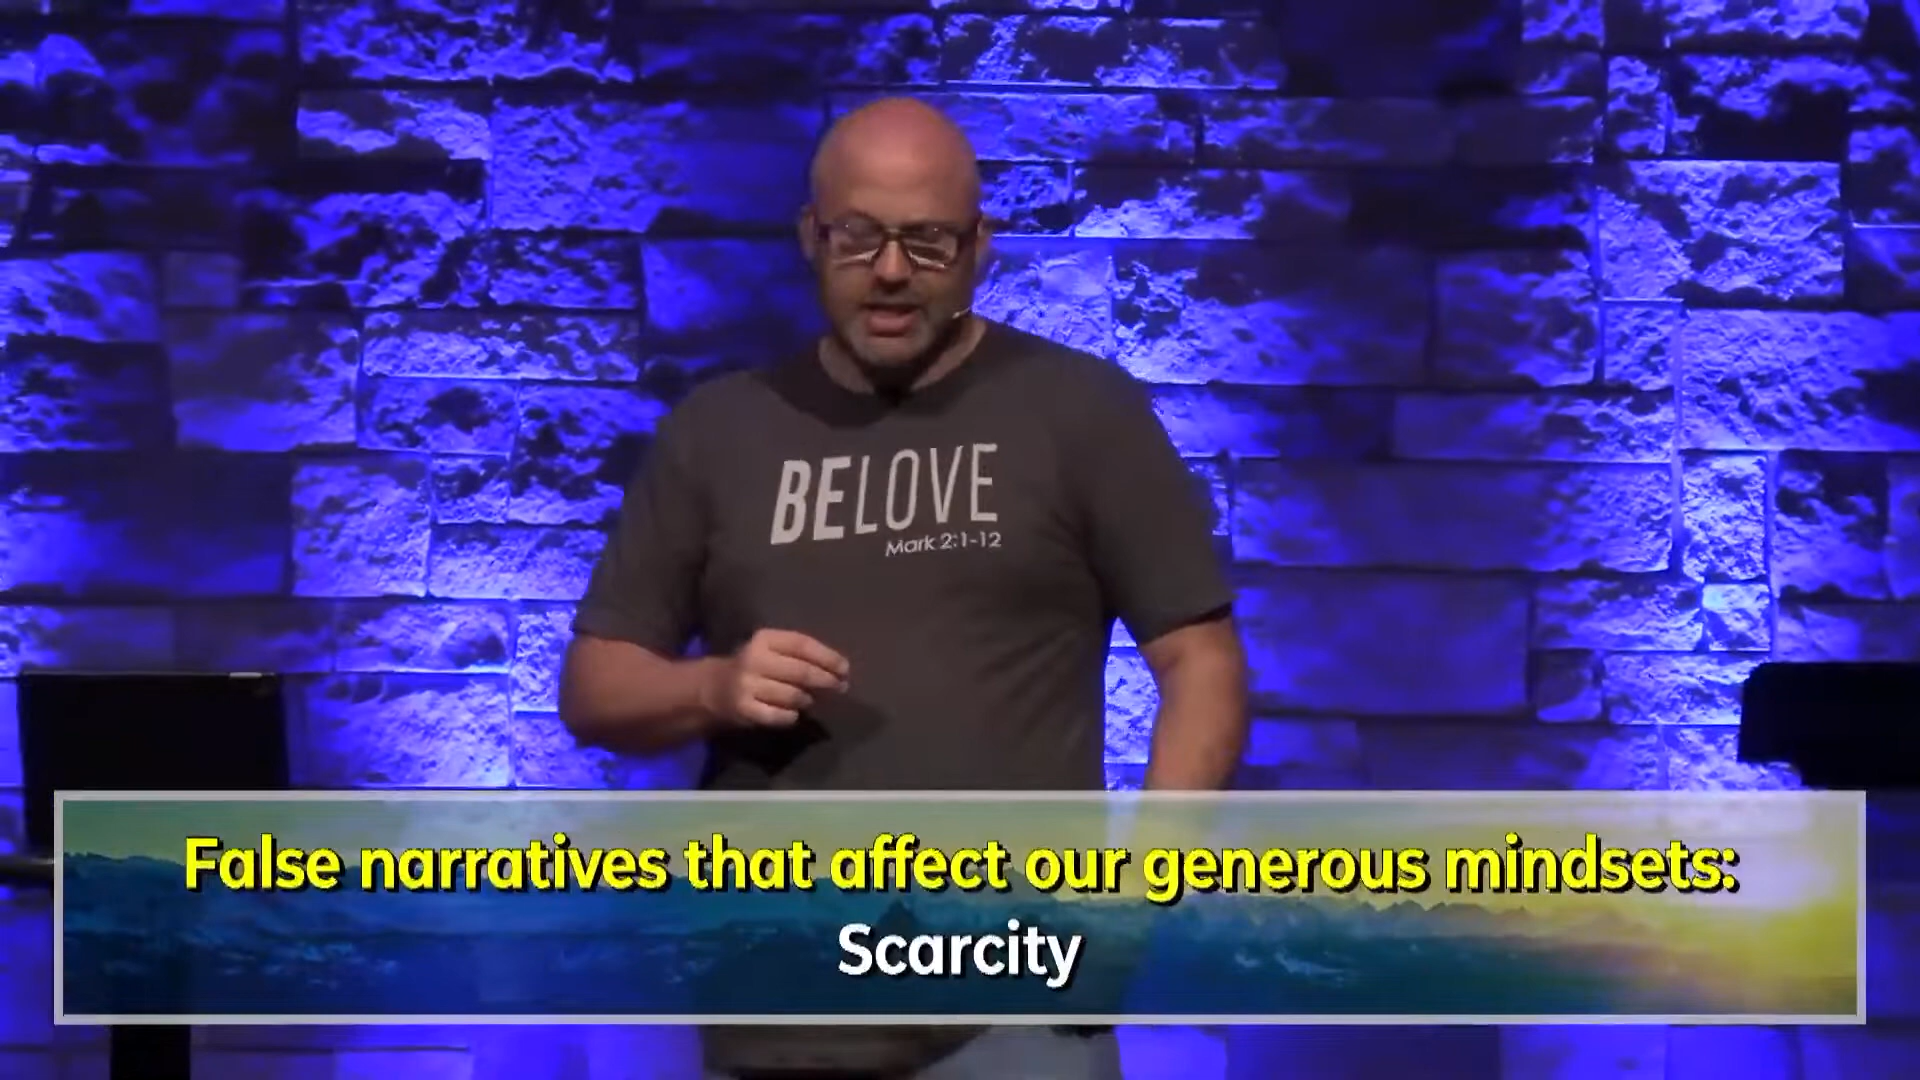 BELOVE
Mark 2:1-12
False narratives that affect our generous mindsets:
Scarcity